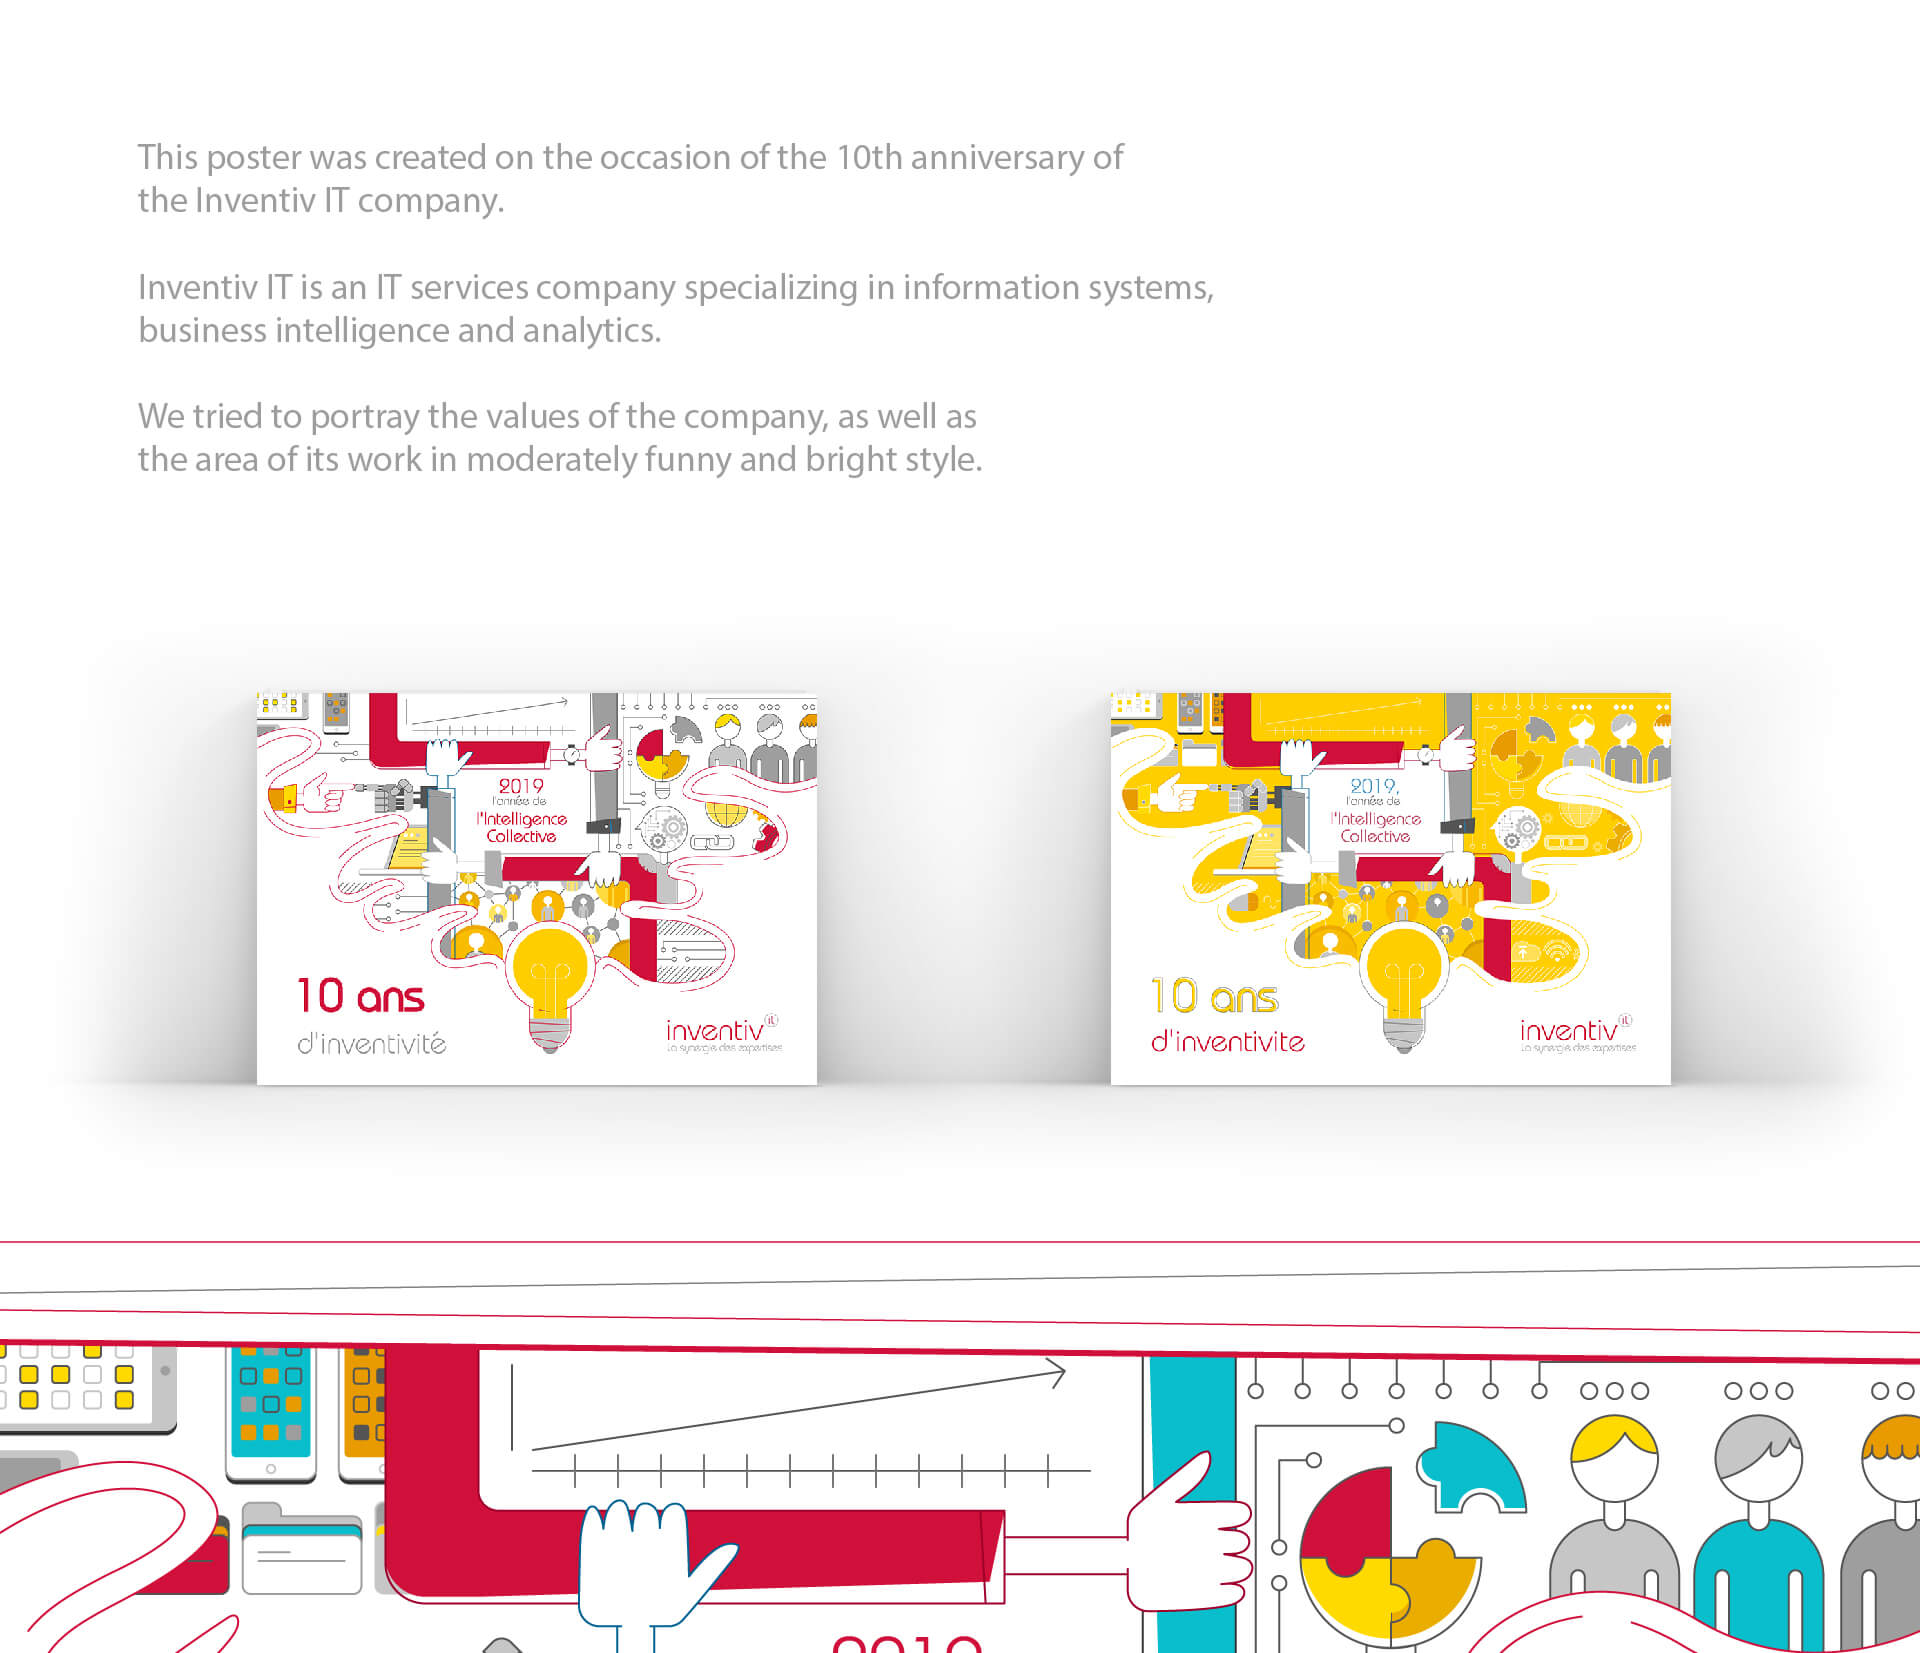 This poster was created on the occasion of the 10th anniversary of
the Inventiv IT company.
Inventiv IT is an IT services company specializing in information systems,
business intelligence and analytics.
We tried to portray the values of the company, as well as
the area of its work in moderately funny and bright style.
2019
l'année de
l'Intelligence
Collective
10 ans
d'inventivité
inventiv it
La synergie des expertises
2019,
l'année de
l'Intelligence
Collective
10 ans
d'inventivite
inventiv it
La synergie des expertises
2019